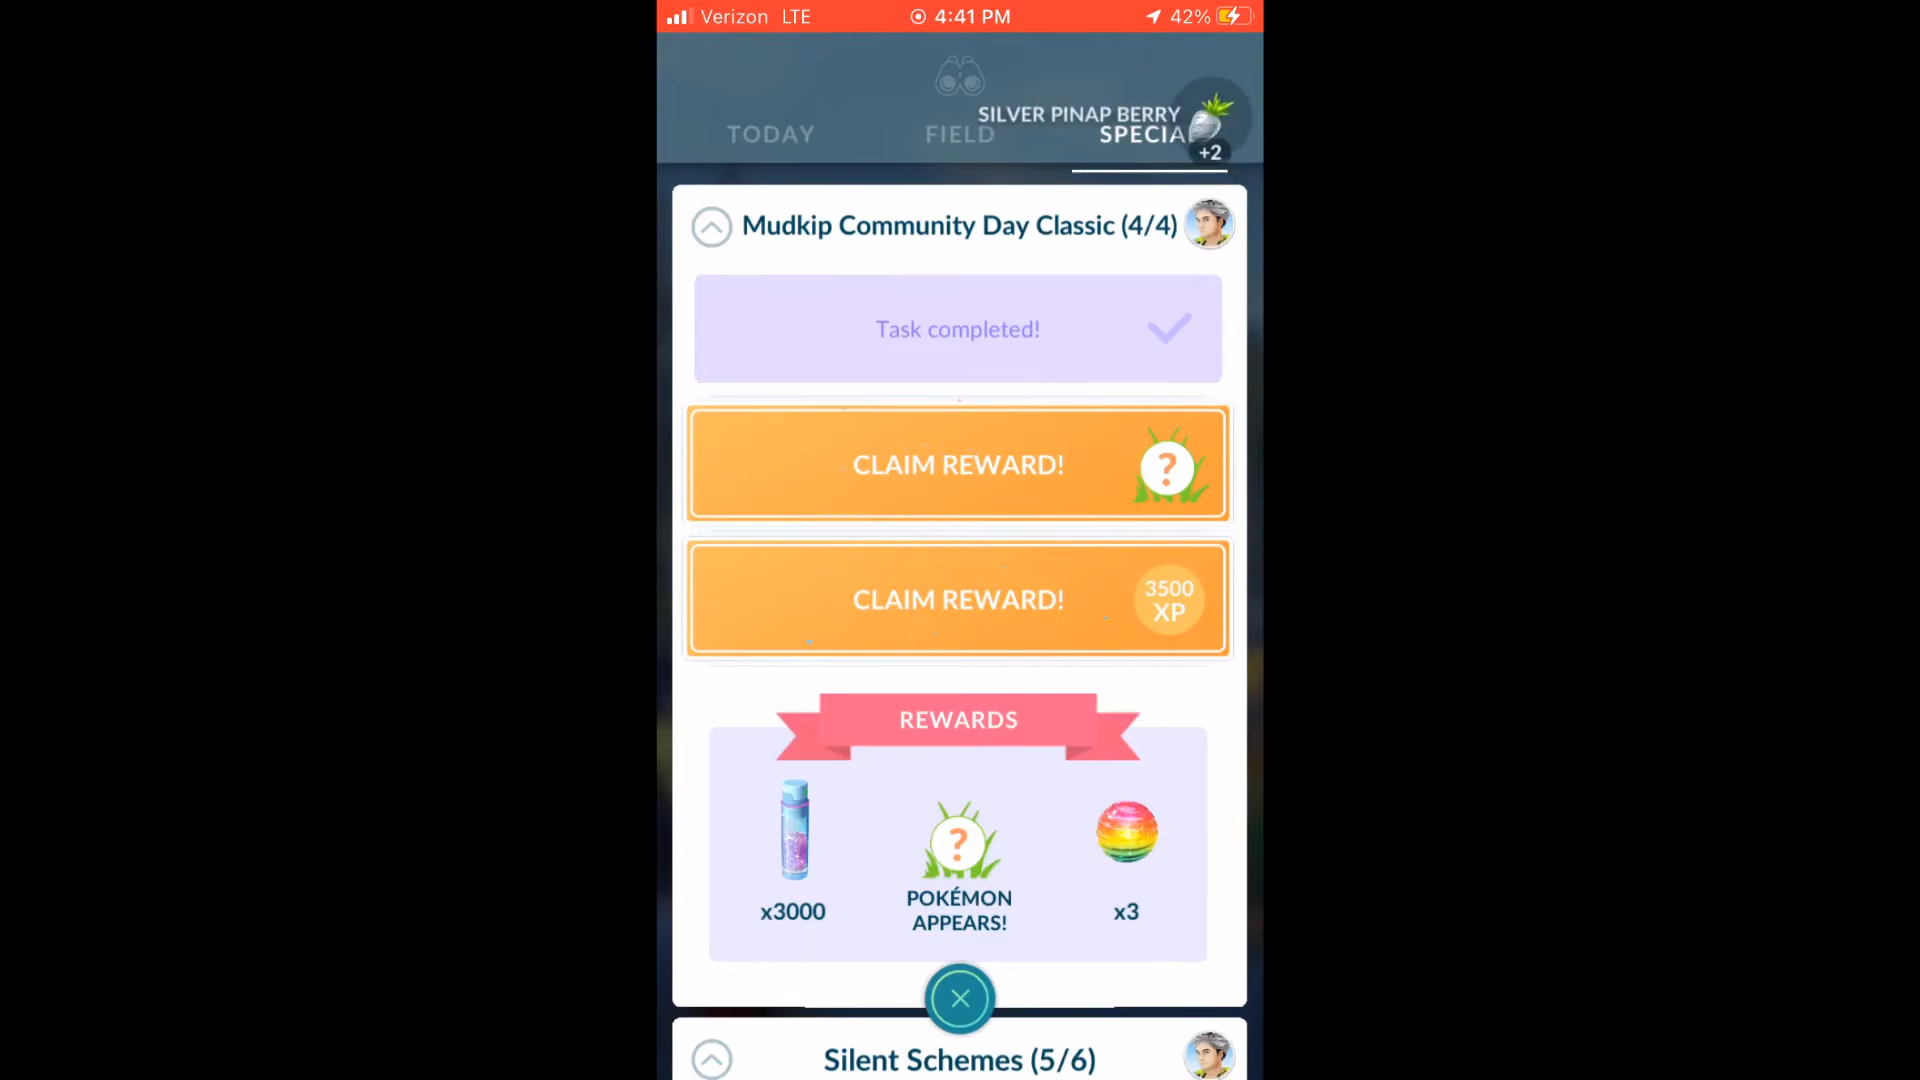 Verizon LTE 4:41 PM 42%
SILVER PINAP BERRY
TODAY FIELD SPECIA
+2
Mudkip Community Day Classic (4/4)
Task completed!
CLAIM REWARD! ?
CLAIM REWARD! 3500 XP
REWARDS
?
x3000 POKÉMON APPEARS! x3
Silent Schemes (5/6)